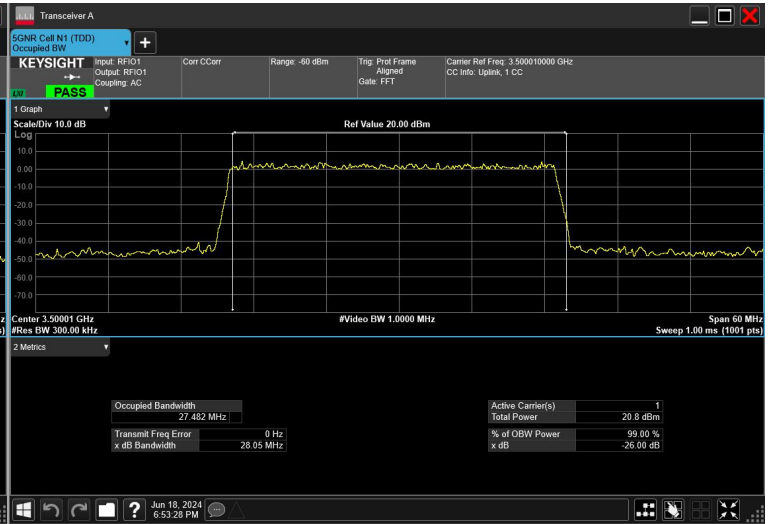 Transceiver A
5GNR Cell N1 (TDD)
Occupied BW
KEYSIGHT
PASS
Input: RFIO1
Output: RFIO1
Coupling: AC
Corr CCorr
Range: -60 dBm
Trig: Prot Frame
Aligned
Gate: FFT
Carrier Ref Freq: 3.500010000 GHz
CC Info: Uplink, 1 CC
1 Graph
Scale/Div 10.0 dB
Ref Value 20.00 dBm
Log
10.0
0.00
-10.0
-20.0
-30.0
-40.0
-50.0
-60.0
-70.0
Center 3.50001 GHz
#Video BW 1.0000 MHz
Span 60 MHz
#Res BW 300.00 kHz
Sweep 1.00 ms (1001 pts)
2 Metrics
Occupied Bandwidth
27.482 MHz
Transmit Freq Error 0 Hz
x dB Bandwidth 28.05 MHz
Active Carrier(s) 1
Total Power 20.8 dBm
% of OBW Power 99.00 %
x dB -26.00 dB
Jun 18, 2024
6:53:28 PM